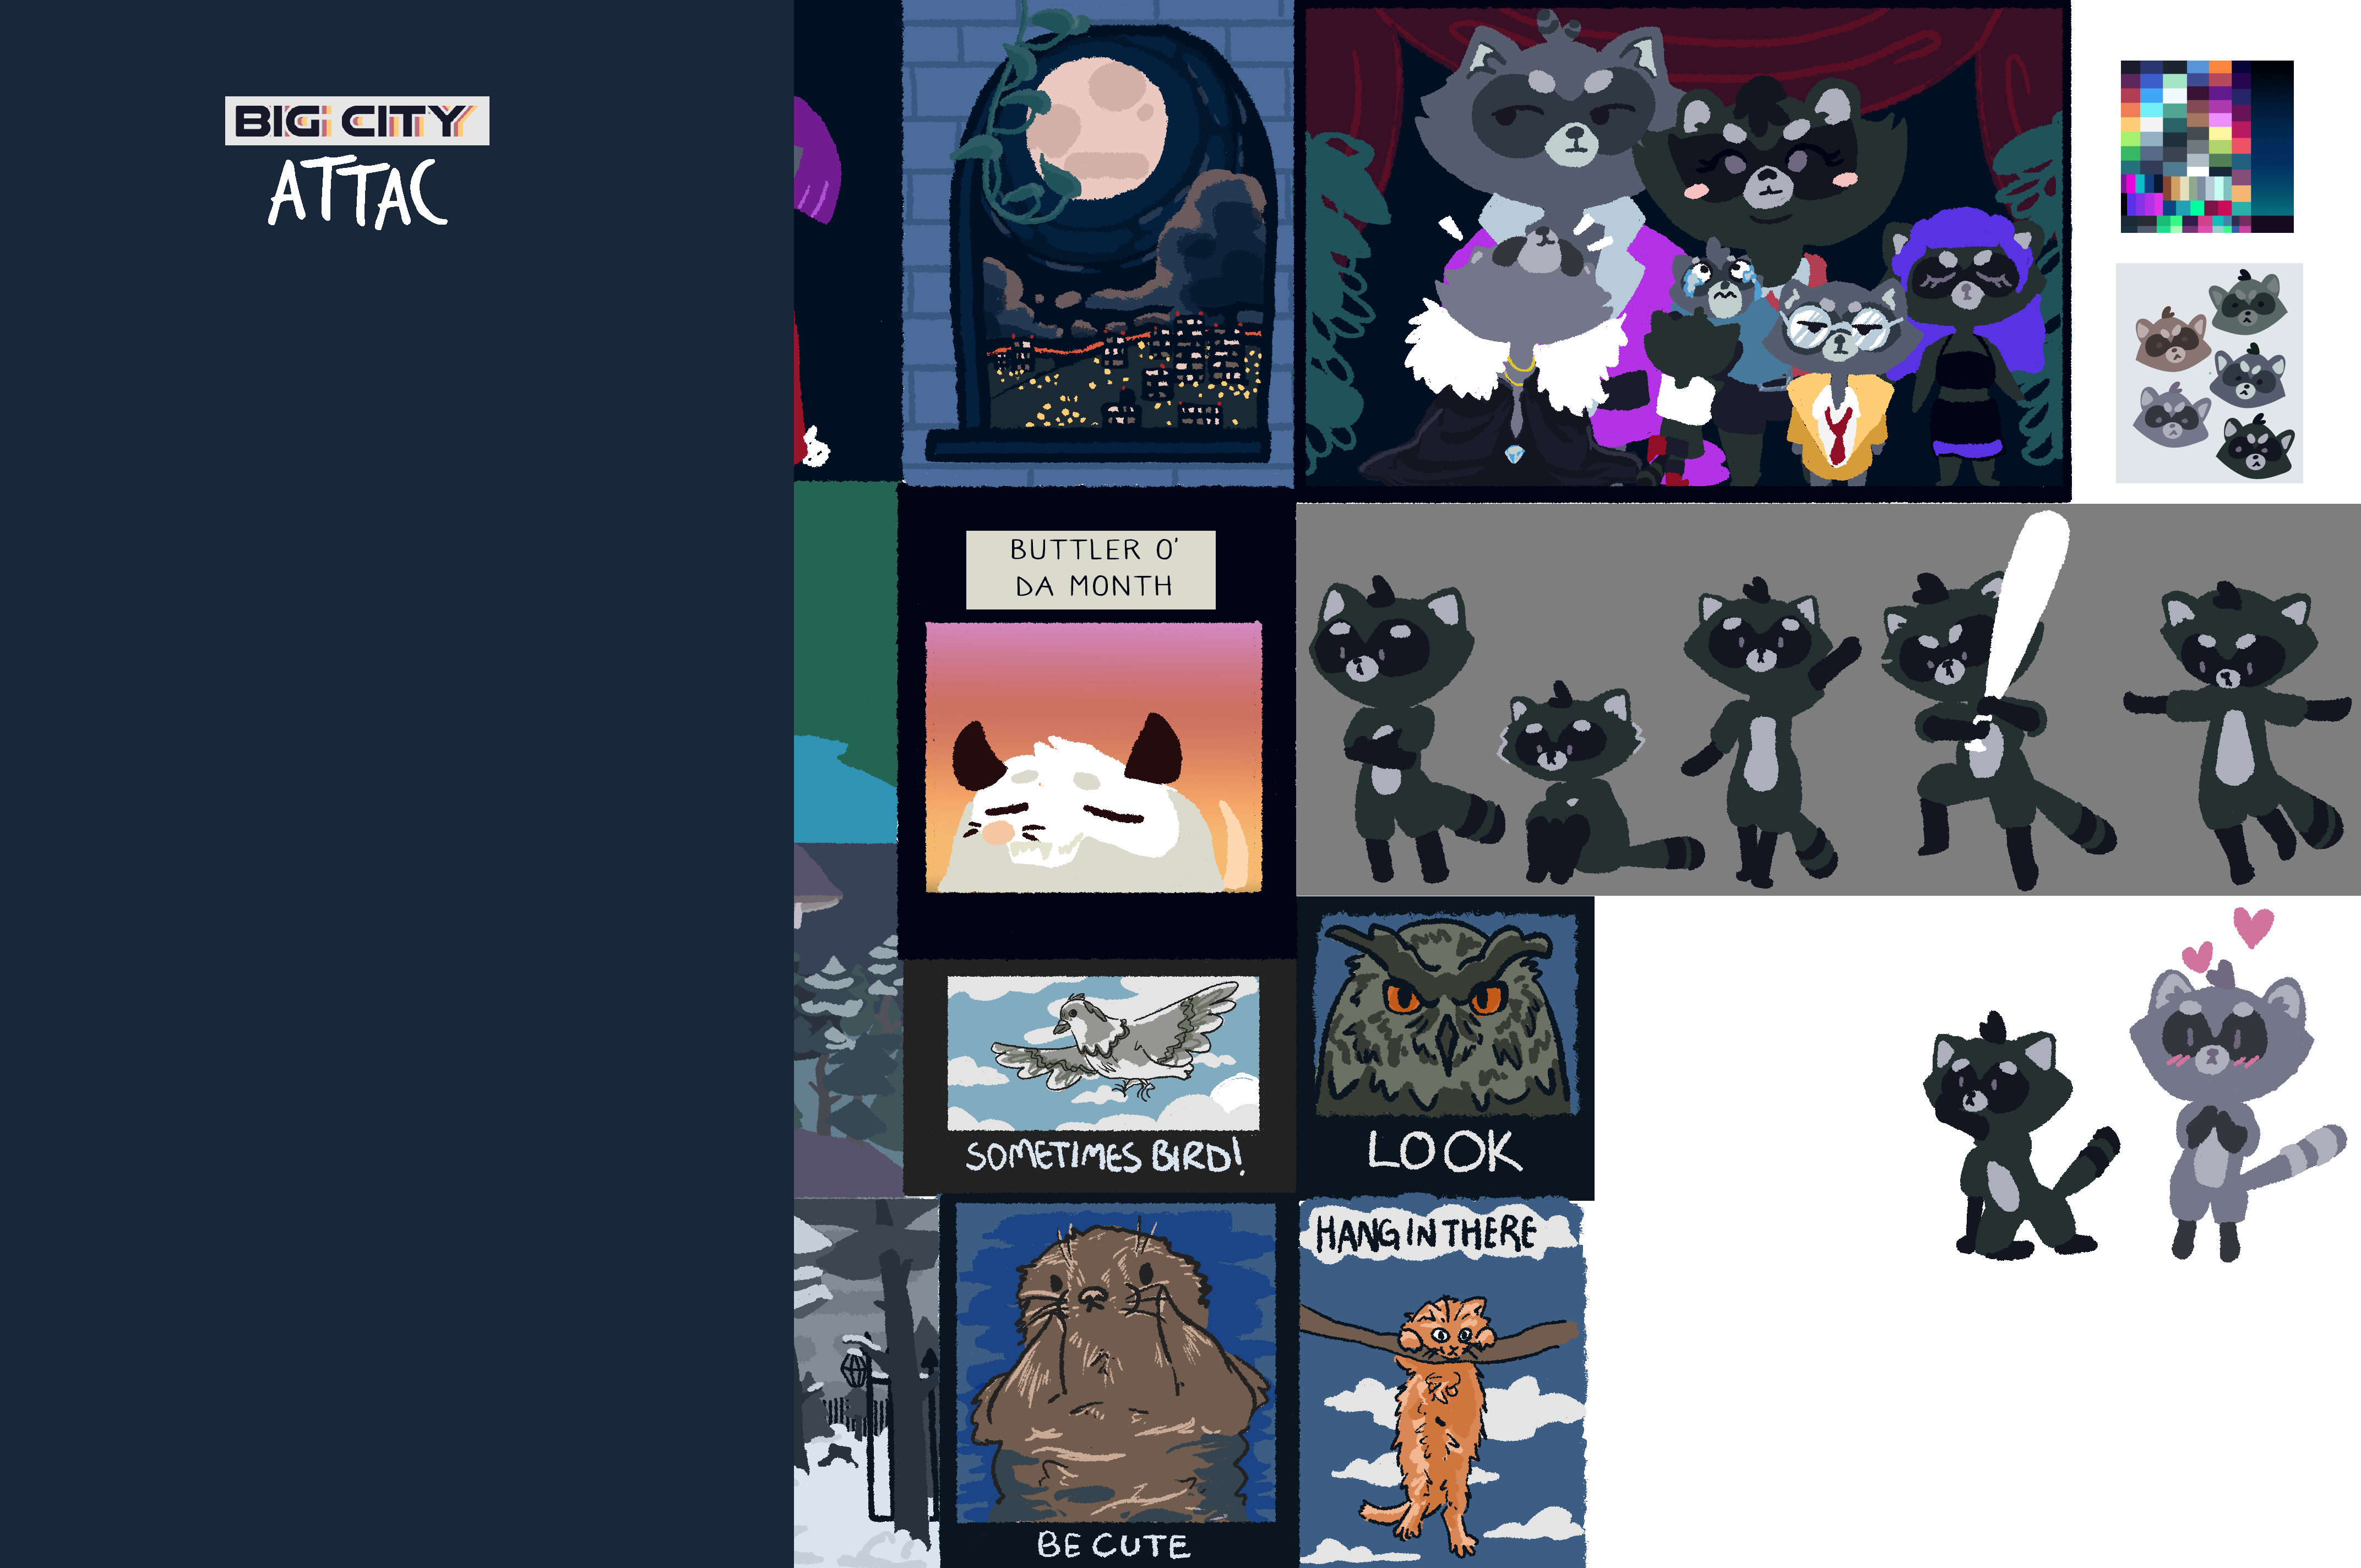 BIG CITY
ATTAC
BUTTLER O'
DA MONTH
SOMETIMES BIRD!
LOOK
HANG IN THERE
BE CUTE